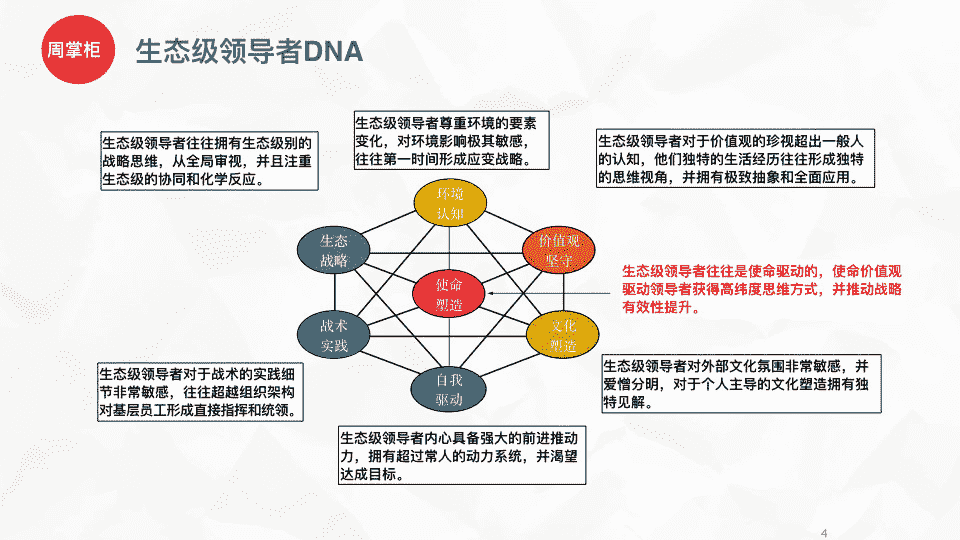 周掌柜
生态级领导者DNA
生态级领导者尊重环境的要素
变化，对环境影响极其敏感，
往往第一时间形成应变战略。
生态级领导者往往拥有生态级别的
战略思维，从全局审视，并且注重
生态级的协同和化学反应。
生态级领导者对于价值观的珍视超出一般人
的认知，他们独特的生活经历往往形成独特
的思维视角，并拥有极致抽象和全面应用。
环境
认知
生态
战略
价值观
坚守
使命
塑造
生态级领导者往往是使命驱动的，使命价值观
驱动领导者获得高纬度思维方式，并推动战略
有效性提升。
战术
实践
文化
塑造
自我
驱动
生态级领导者对于战术的实践细
节非常敏感，往往超越组织架构
对基层员工形成直接指挥和统领。
生态级领导者对外部文化氛围非常敏感，并
爱憎分明，对于个人主导的文化塑造拥有独
特见解。
生态级领导者内心具备强大的前进推动
力，拥有超过常人的动力系统，并渴望
达成目标。
4